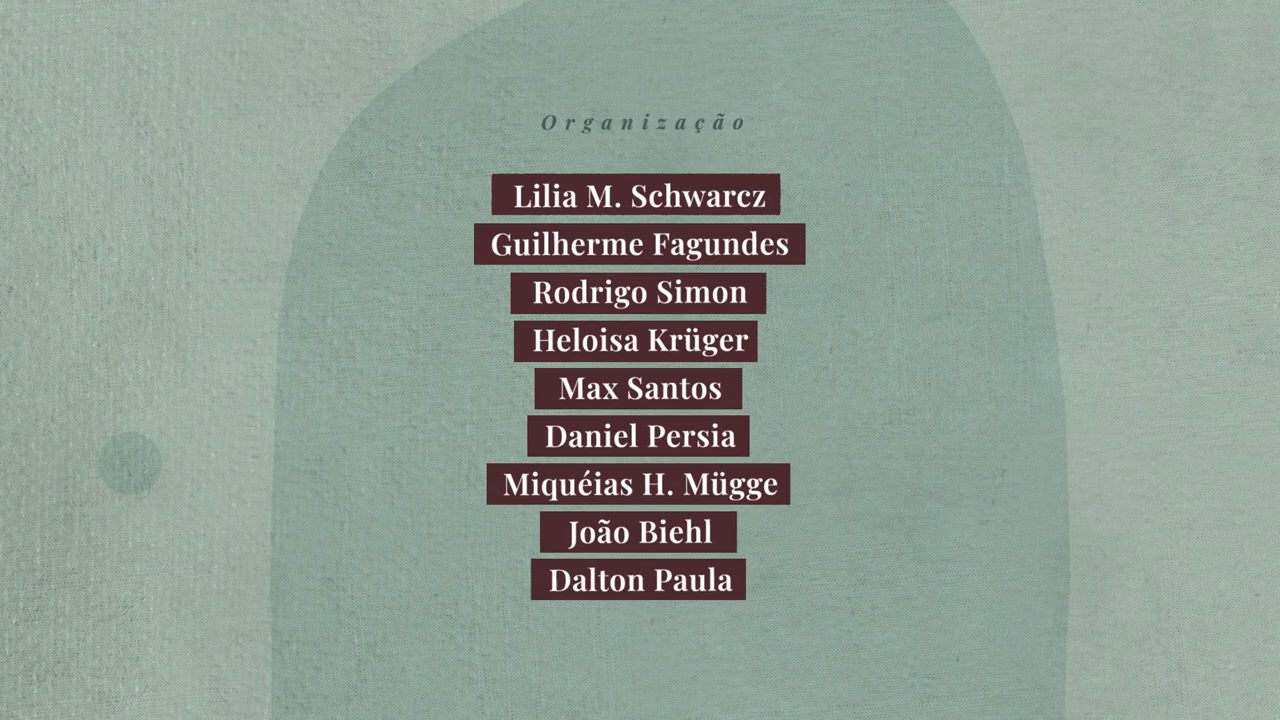 Organização
Lilia M. Schwarcz
Guilherme Fagundes
Rodrigo Simon
Heloisa Krüger
Max Santos
Daniel Persia
Miquéias H. Mügge
João Biehl
Dalton Paula